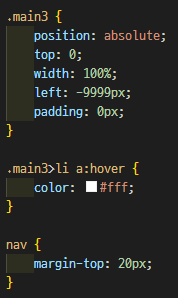 .main3 {
    position: absolute;
    top: 0;
    width: 100%;
    left: -9999px;
    padding: 0px;
}

.main3>li a:hover {
    color: #fff;
}

nav {
    margin-top: 20px;
}